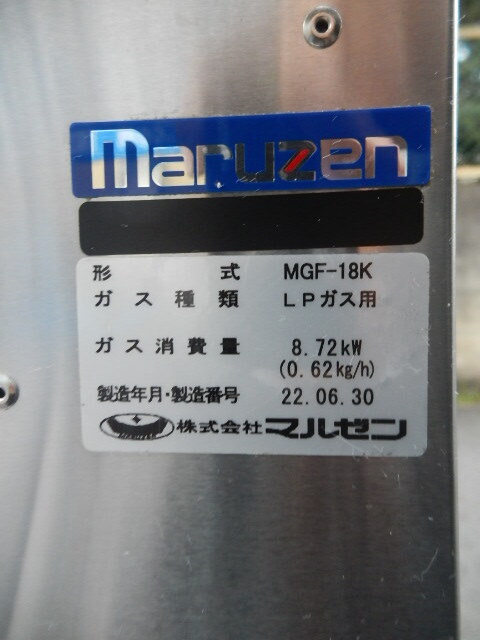 maruzen
形式 MGF-18K
ガス種類 LPガス用
ガス消費量 8.72kW
(0.62kg/h)
製造年月・製造番号 22.06.30
株式会社マルゼン